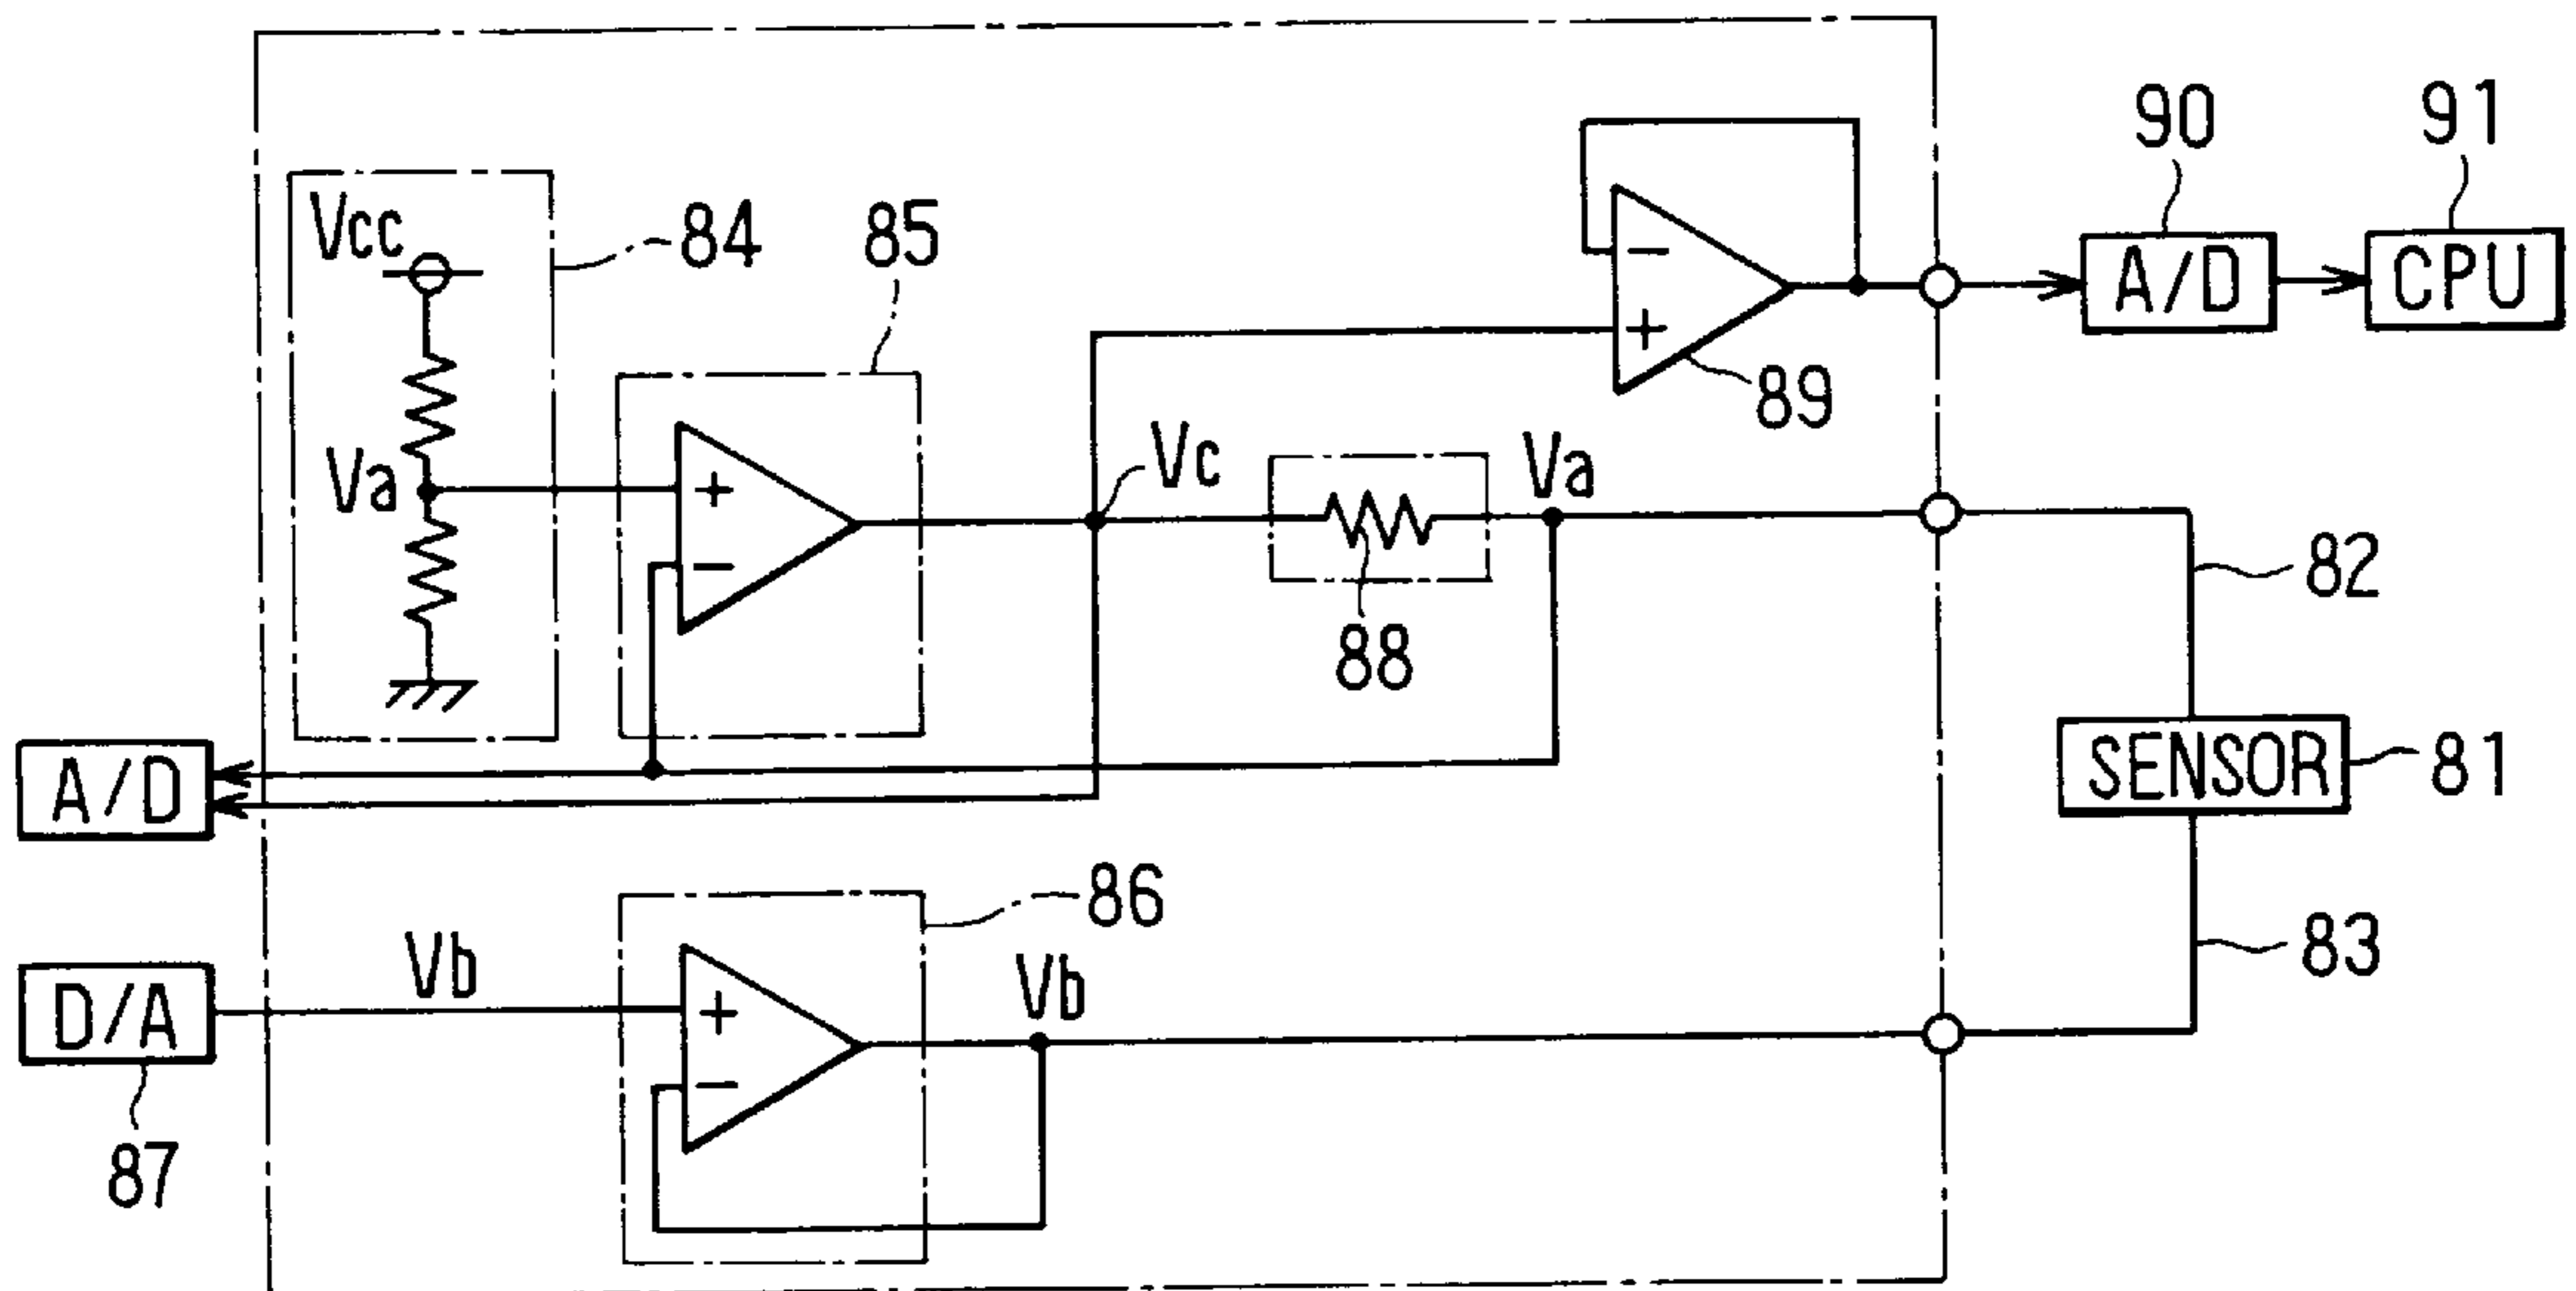 90
91
Vcc
84
85
A/D
CPU
89
Va
Vc
Va
+
−
−
+
82
88
A/D
SENSOR
81
86
Vb
Vb
83
D/A
+
−
87